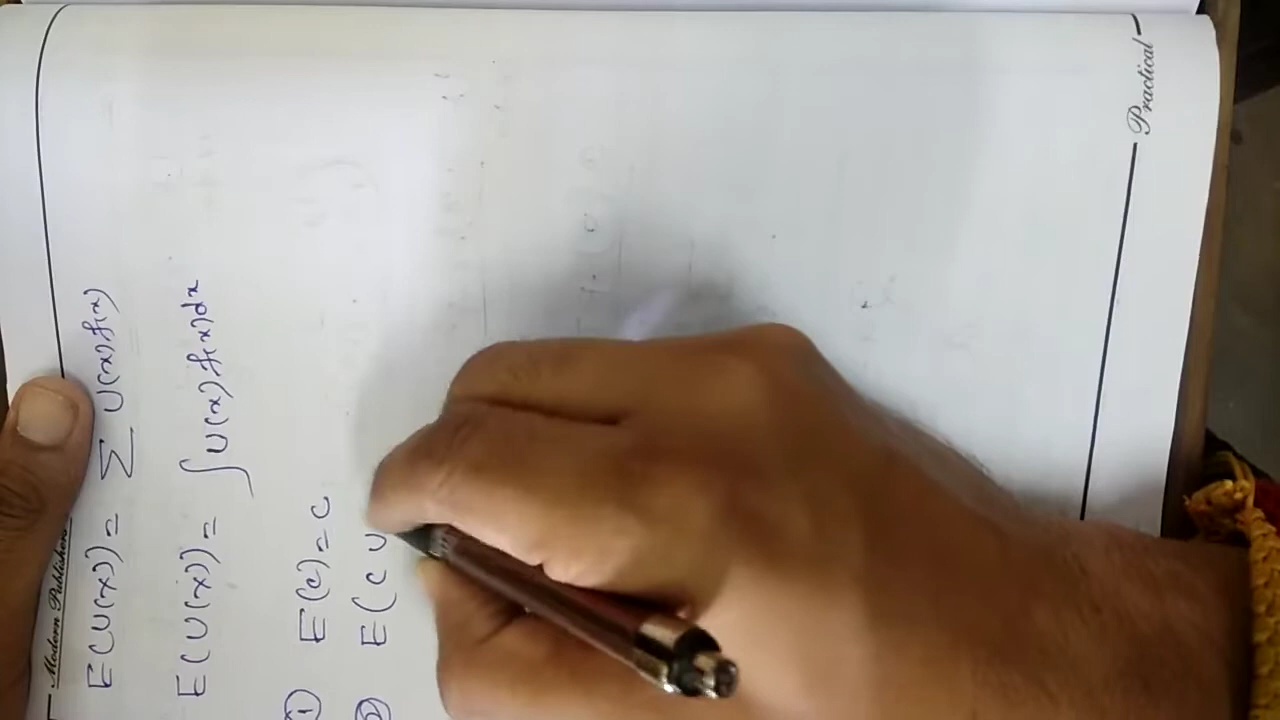 Modern Publishers
Practical
E(U(x)) = ∑ U(x) f(x)
E(U(x)) = ∫ U(x) f(x) dx
① E(c) = c
② E(c U